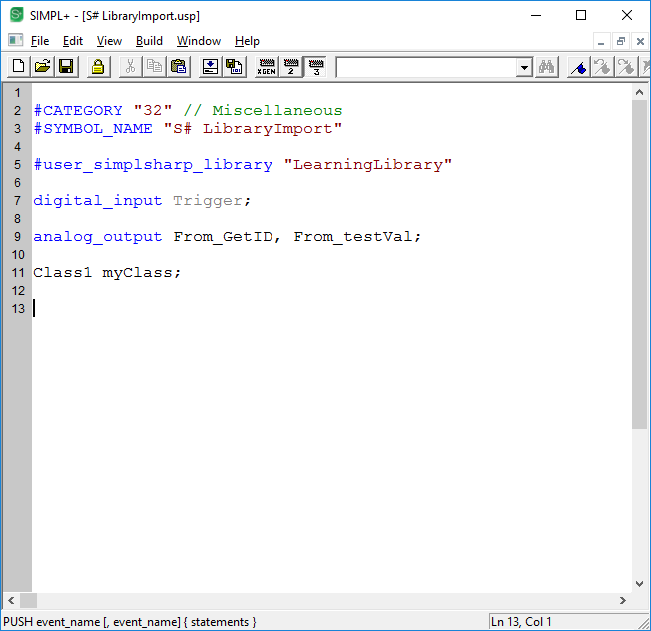 SIMPL+ - [S# LibraryImport.usp]
File Edit View Build Window Help
XGEN 2 3
1
2 #CATEGORY "32" // Miscellaneous
3 #SYMBOL_NAME "S# LibraryImport"
4
5 #user_simplsharp_library "LearningLibrary"
6
7 digital_input Trigger;
8
9 analog_output From_GetID, From_testVal;
10
11 Class1 myClass;
12
13
PUSH event_name [, event_name] { statements } Ln 13, Col 1